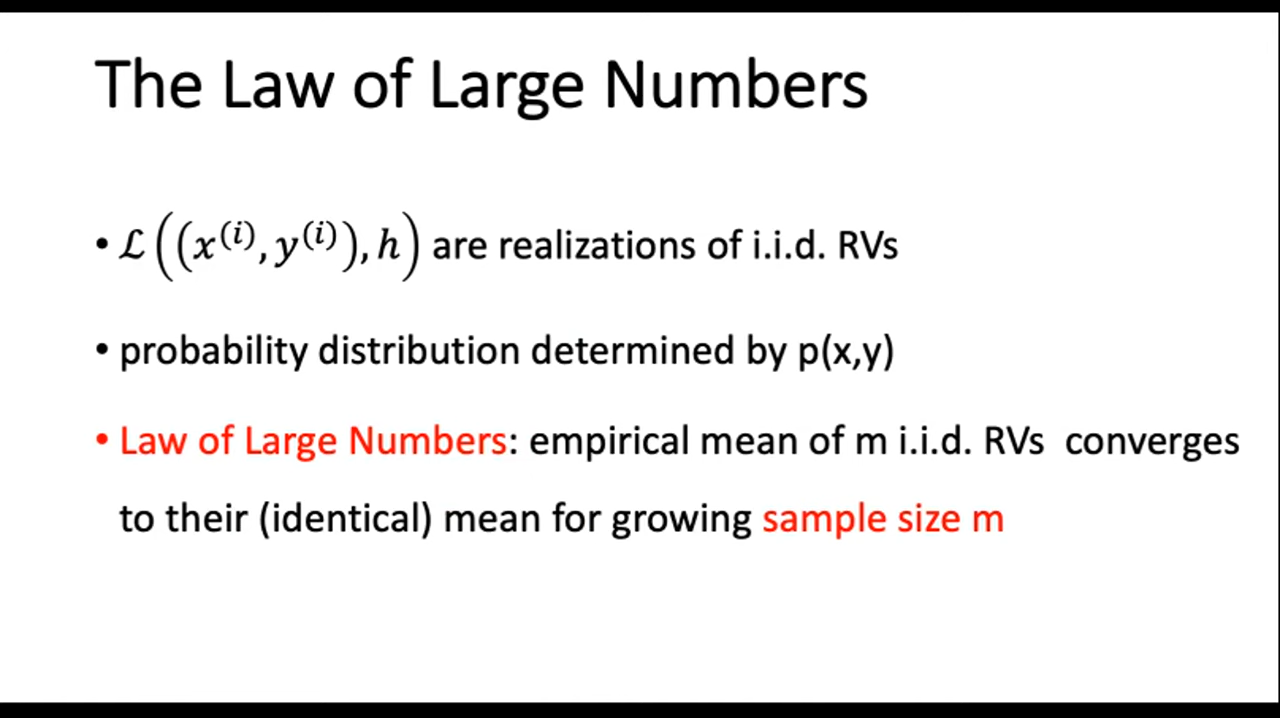 The Law of Large Numbers
• ℒ((x⁽ⁱ⁾, y⁽ⁱ⁾), h) are realizations of i.i.d. RVs
• probability distribution determined by p(x,y)
• Law of Large Numbers: empirical mean of m i.i.d. RVs converges
to their (identical) mean for growing sample size m